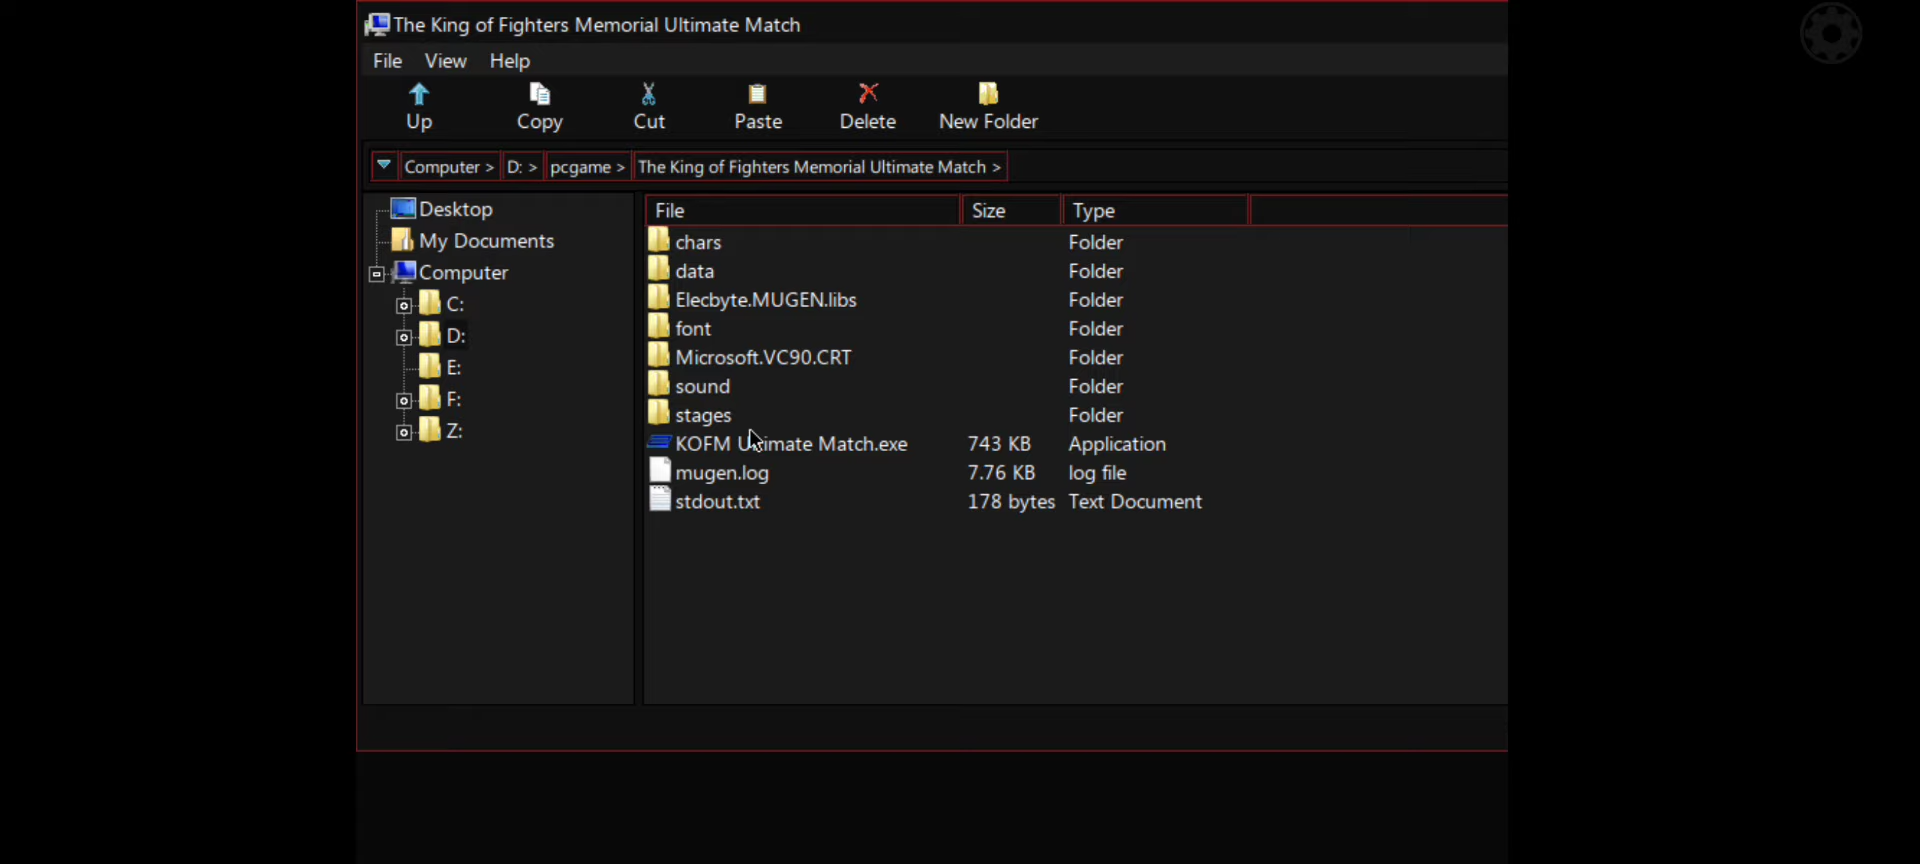 The King of Fighters Memorial Ultimate Match
File View Help
Up Copy Cut Paste Delete New Folder
Computer > D: > pcgame > The King of Fighters Memorial Ultimate Match >
Desktop
My Documents
Computer
C:
D:
E:
F:
Z:
File Size Type
chars Folder
data Folder
Elecbyte.MUGEN.libs Folder
font Folder
Microsoft.VC90.CRT Folder
sound Folder
stages Folder
KOFM Ultimate Match.exe 743 KB Application
mugen.log 7.76 KB log file
stdout.txt 178 bytes Text Document